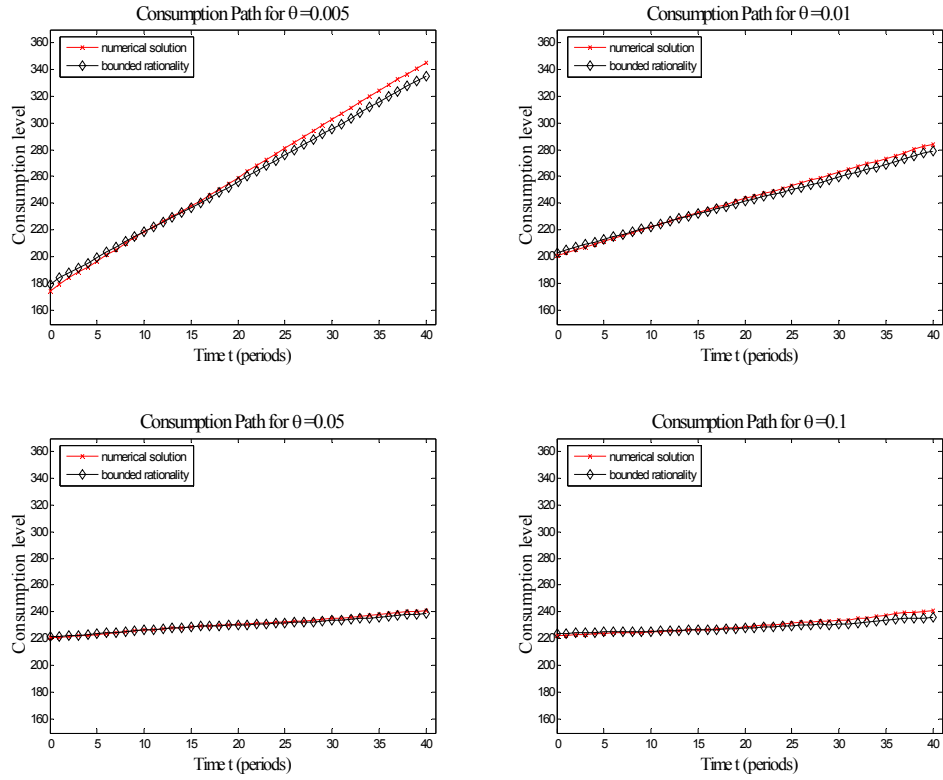 Consumption Path for θ=0.005
360
340
320
300
280
260
240
220
200
180
160
numerical solution
bounded rationality
Consumption level
0 5 10 15 20 25 30 35 40
Time t (periods)
Consumption Path for θ=0.01
360
340
320
300
280
260
240
220
200
180
160
numerical solution
bounded rationality
Consumption level
0 5 10 15 20 25 30 35 40
Time t (periods)
Consumption Path for θ=0.05
360
340
320
300
280
260
240
220
200
180
160
numerical solution
bounded rationality
Consumption level
0 5 10 15 20 25 30 35 40
Time t (periods)
Consumption Path for θ=0.1
360
340
320
300
280
260
240
220
200
180
160
numerical solution
bounded rationality
Consumption level
0 5 10 15 20 25 30 35 40
Time t (periods)